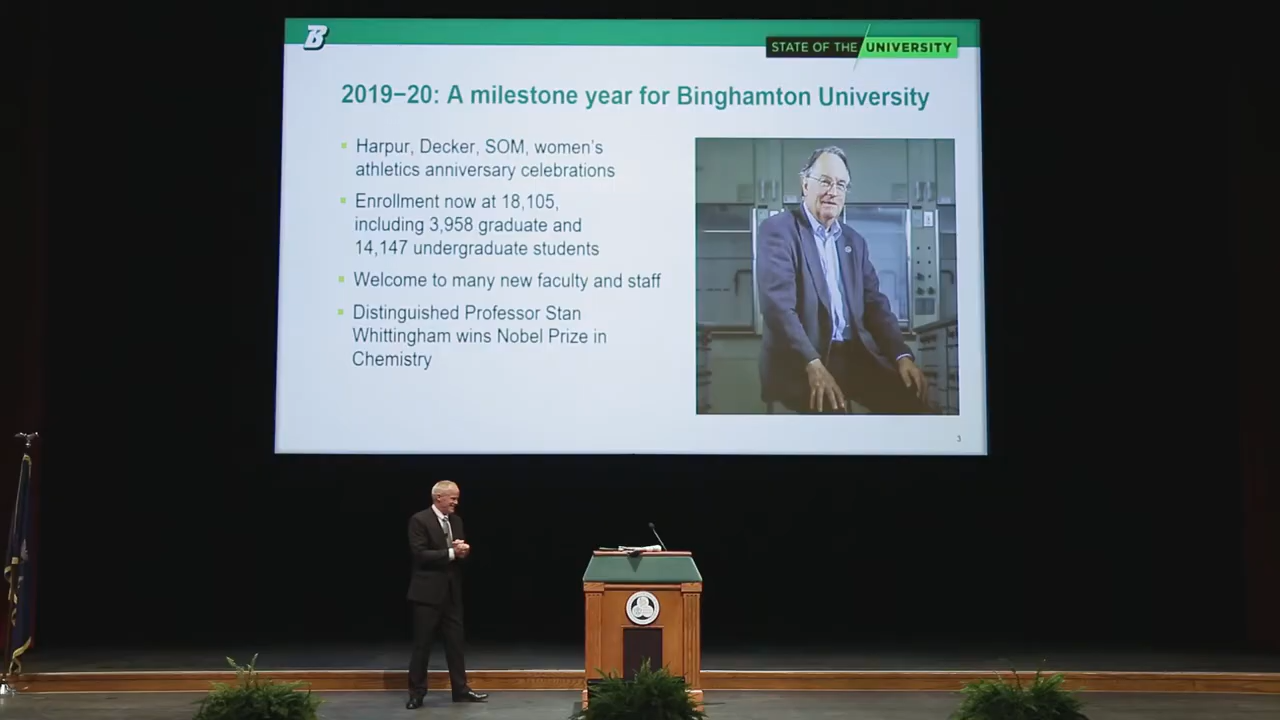 B
STATE OF THE UNIVERSITY
2019–20: A milestone year for Binghamton University
Harpur, Decker, SOM, women's
athletics anniversary celebrations
Enrollment now at 18,105,
including 3,958 graduate and
14,147 undergraduate students
Welcome to many new faculty and staff
Distinguished Professor Stan
Whittingham wins Nobel Prize in
Chemistry
3